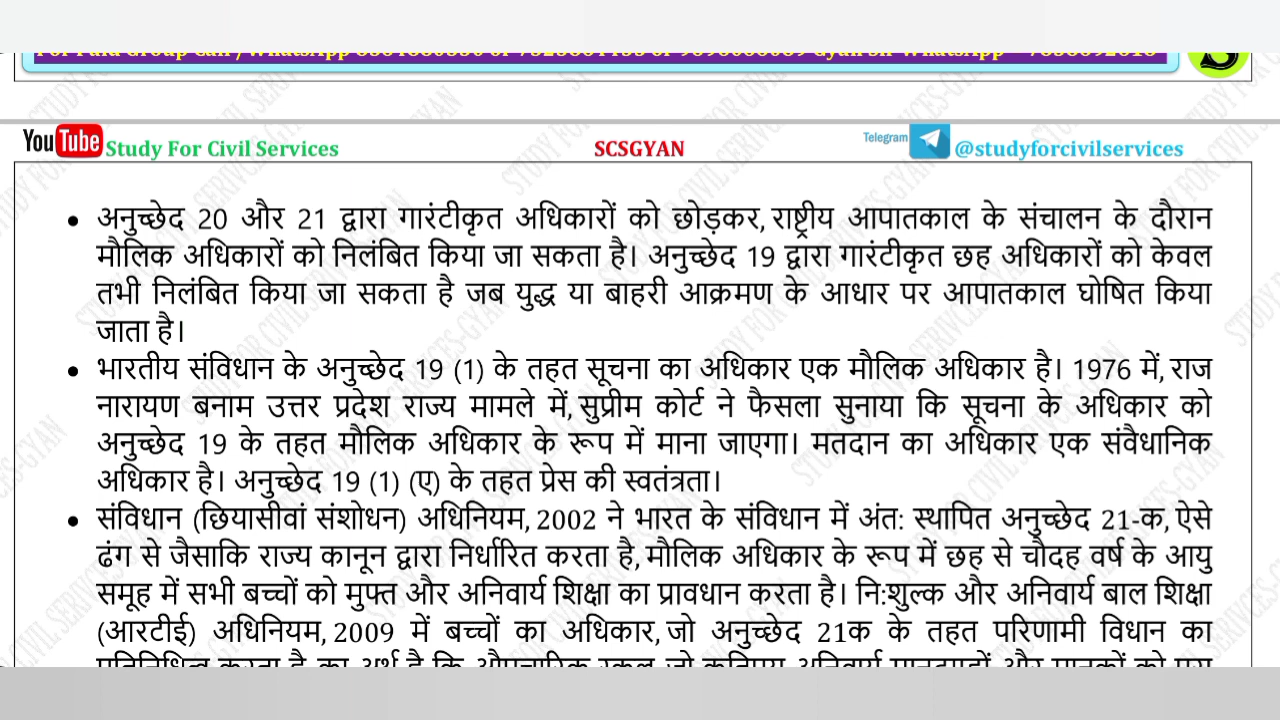 YouTube Study For Civil Services SCSGYAN Telegram @studyforcivilservices
• अनुच्छेद 20 और 21 द्वारा गारंटीकृत अधिकारों को छोड़कर, राष्ट्रीय आपातकाल के संचालन के दौरान
मौलिक अधिकारों को निलंबित किया जा सकता है। अनुच्छेद 19 द्वारा गारंटीकृत छह अधिकारों को केवल
तभी निलंबित किया जा सकता है जब युद्ध या बाहरी आक्रमण के आधार पर आपातकाल घोषित किया
जाता है।
• भारतीय संविधान के अनुच्छेद 19 (1) के तहत सूचना का अधिकार एक मौलिक अधिकार है। 1976 में, राज
नारायण बनाम उत्तर प्रदेश राज्य मामले में, सुप्रीम कोर्ट ने फैसला सुनाया कि सूचना के अधिकार को
अनुच्छेद 19 के तहत मौलिक अधिकार के रूप में माना जाएगा। मतदान का अधिकार एक संवैधानिक
अधिकार है। अनुच्छेद 19 (1) (ए) के तहत प्रेस की स्वतंत्रता।
• संविधान (छियासीवां संशोधन) अधिनियम, 2002 ने भारत के संविधान में अंत: स्थापित अनुच्छेद 21-क, ऐसे
ढंग से जैसाकि राज्य कानून द्वारा निर्धारित करता है, मौलिक अधिकार के रूप में छह से चौदह वर्ष के आयु
समूह में सभी बच्चों को मुफ्त और अनिवार्य शिक्षा का प्रावधान करता है। नि:शुल्क और अनिवार्य बाल शिक्षा
(आरटीई) अधिनियम, 2009 में बच्चों का अधिकार, जो अनुच्छेद 21क के तहत परिणामी विधान का